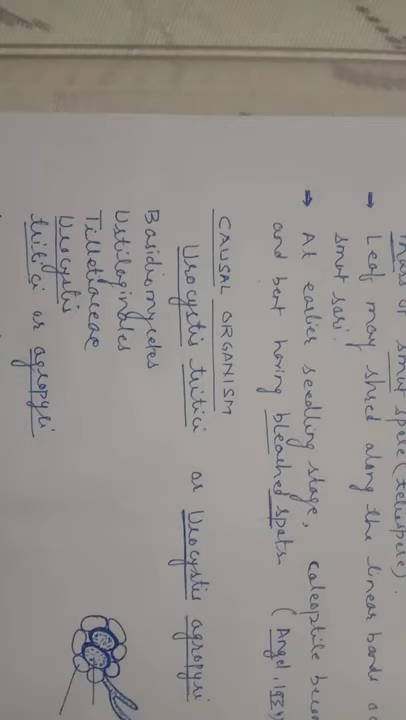 mass of smut spore (teliuspore).
→ Leaf may shred along the linear bands o
smut sori.
→ At earlier seedling stage, coleoptile bec
and bent having bleached spots. (Angel, 1934
CAUSAL ORGANISM
Urocystis tritici or Urocystis agropyri
Basidiomycetes
Ustilaginales
Tilletiaceae
Urocystis
tritici or agropyri